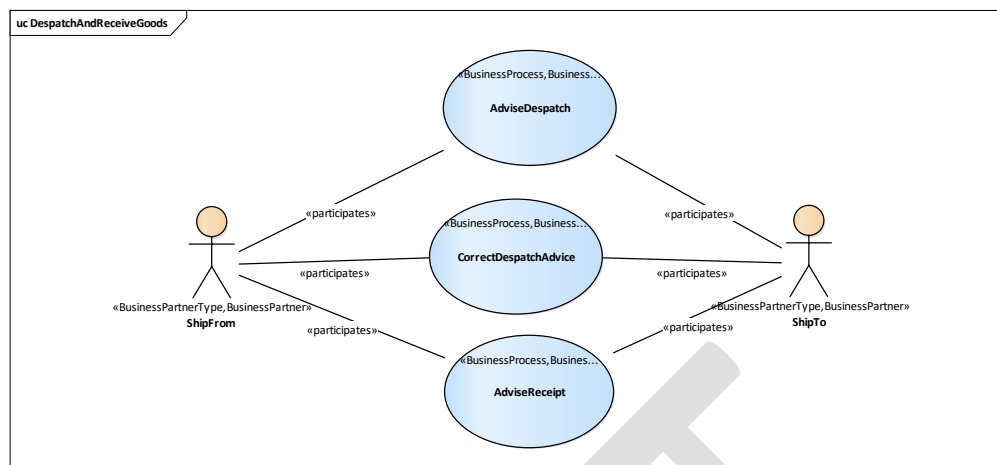 uc DespatchAndReceiveGoods
«BusinessProcess,Business...
AdviseDespatch
«participates»
«participates»
«BusinessProcess,Business...
CorrectDespatchAdvice
«participates»
«participates»
«BusinessPartnerType,BusinessPartner»
ShipFrom
«BusinessPartnerType,BusinessPartner»
ShipTo
«participates»
«participates»
«BusinessProcess,Busines...
AdviseReceipt